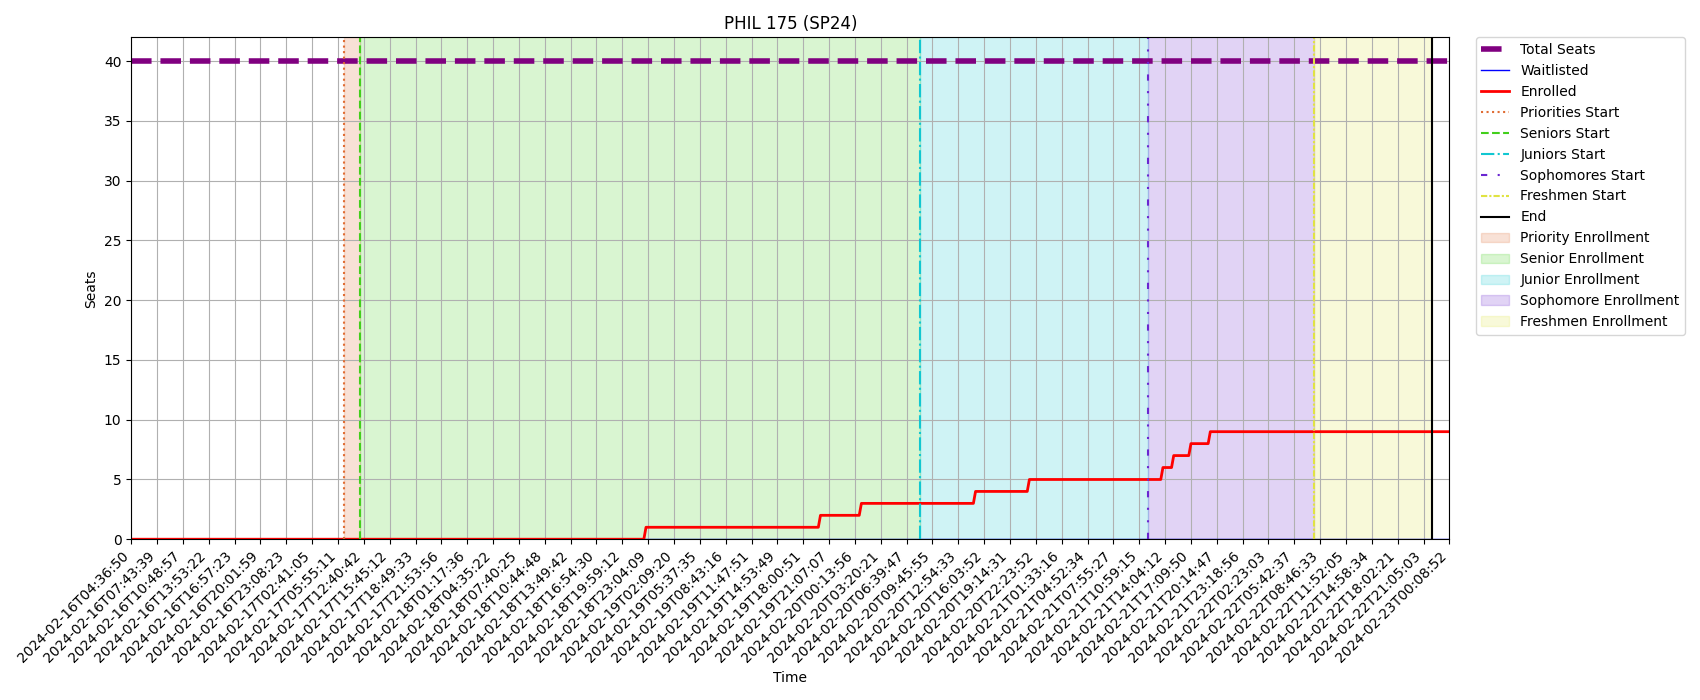 PHIL 175 (SP24)
Seats
40
35
30
25
20
15
10
5
0
2024-02-16T04:36:50
2024-02-16T07:43:39
2024-02-16T10:48:57
2024-02-16T13:53:22
2024-02-16T16:57:23
2024-02-16T20:01:59
2024-02-16T23:08:23
2024-02-17T02:41:05
2024-02-17T05:55:11
2024-02-17T12:40:42
2024-02-17T15:45:12
2024-02-17T18:49:33
2024-02-17T21:53:56
2024-02-18T01:17:36
2024-02-18T04:35:22
2024-02-18T07:40:25
2024-02-18T10:44:48
2024-02-18T13:49:42
2024-02-18T16:54:30
2024-02-18T19:59:12
2024-02-18T23:04:09
2024-02-19T02:09:20
2024-02-19T05:37:35
2024-02-19T08:43:16
2024-02-19T11:47:51
2024-02-19T14:53:49
2024-02-19T18:00:51
2024-02-19T21:07:07
2024-02-20T00:13:56
2024-02-20T03:20:21
2024-02-20T06:39:47
2024-02-20T09:45:55
2024-02-20T12:54:33
2024-02-20T16:03:52
2024-02-20T19:14:31
2024-02-20T22:23:52
2024-02-21T01:33:16
2024-02-21T04:52:34
2024-02-21T07:55:27
2024-02-21T10:59:15
2024-02-21T14:04:12
2024-02-21T17:09:50
2024-02-21T20:14:47
2024-02-21T23:18:56
2024-02-22T02:23:03
2024-02-22T05:42:37
2024-02-22T08:46:33
2024-02-22T11:52:05
2024-02-22T14:58:34
2024-02-22T18:02:21
2024-02-22T21:05:03
2024-02-23T00:08:52
Time
Total Seats
Waitlisted
Enrolled
Priorities Start
Seniors Start
Juniors Start
Sophomores Start
Freshmen Start
End
Priority Enrollment
Senior Enrollment
Junior Enrollment
Sophomore Enrollment
Freshmen Enrollment